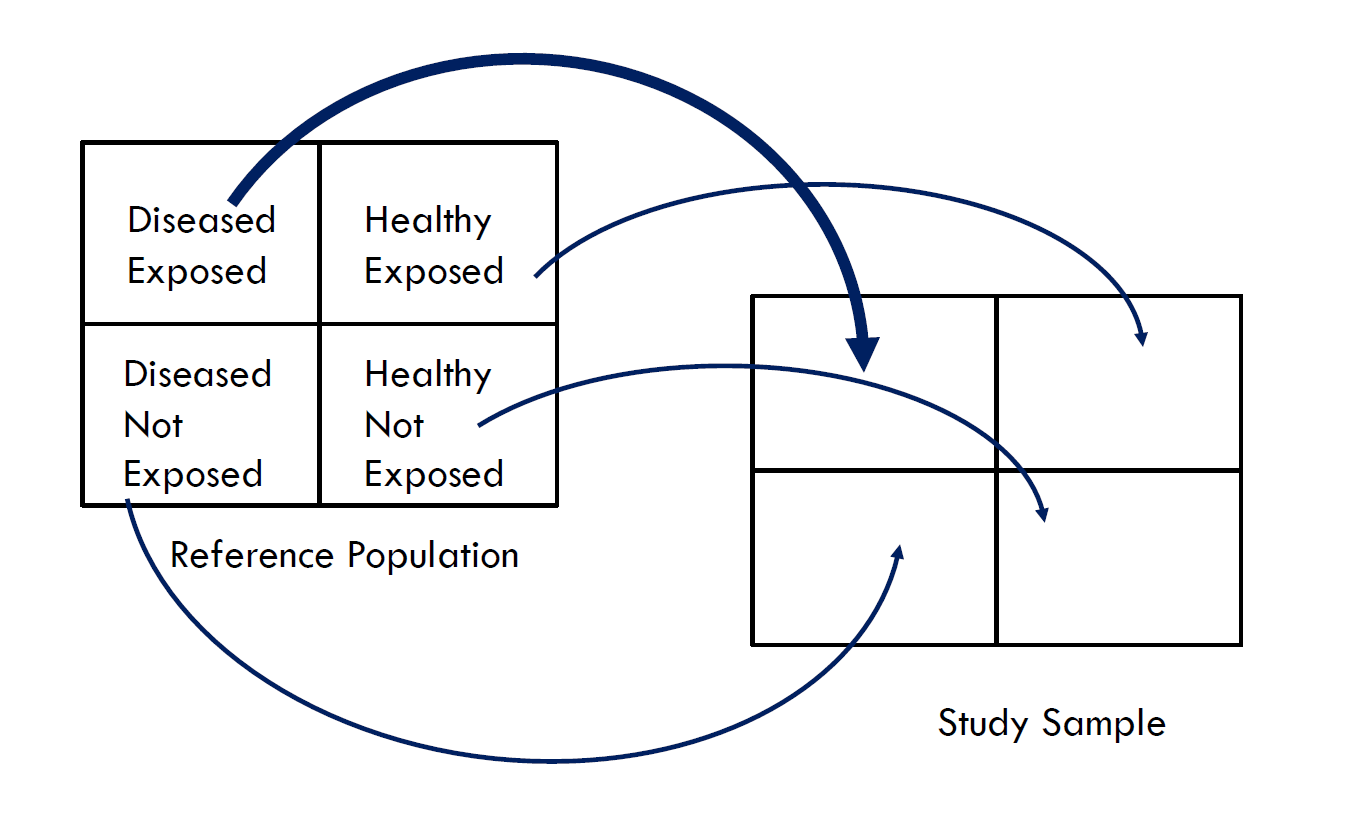 Diseased
Exposed
Healthy
Exposed
Diseased
Not
Exposed
Healthy
Not
Exposed
Reference Population
Study Sample